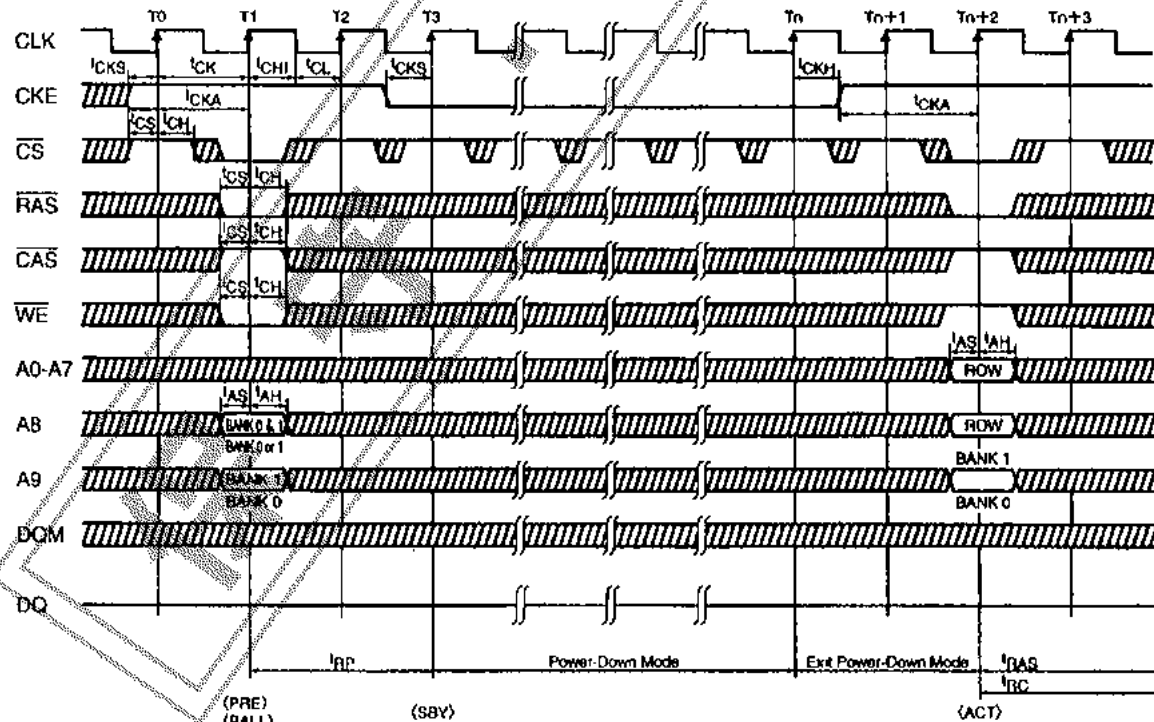 T0 T1 T2 T3 Tn Tn+1 Tn+2 Tn+3
CLK
tCKS tCK tCHI tCL tCKS tCKH
CKE
tCKA tCKA
tCS tCH
CS
tCS tCH
RAS
tCS tCH
CAS
tCS tCH
WE
tAS tAH
A0-A7 ROW
tAS tAH
A8 BANK 0 & 1 ROW
BANK 0 or 1 BANK 1
A9 BANK 1
BANK 0 BANK 0
DQM
DQ
tRP Power-Down Mode Exit Power-Down Mode tRAS
tRC
(PRE) (SBY) (ACT)
(PALL)